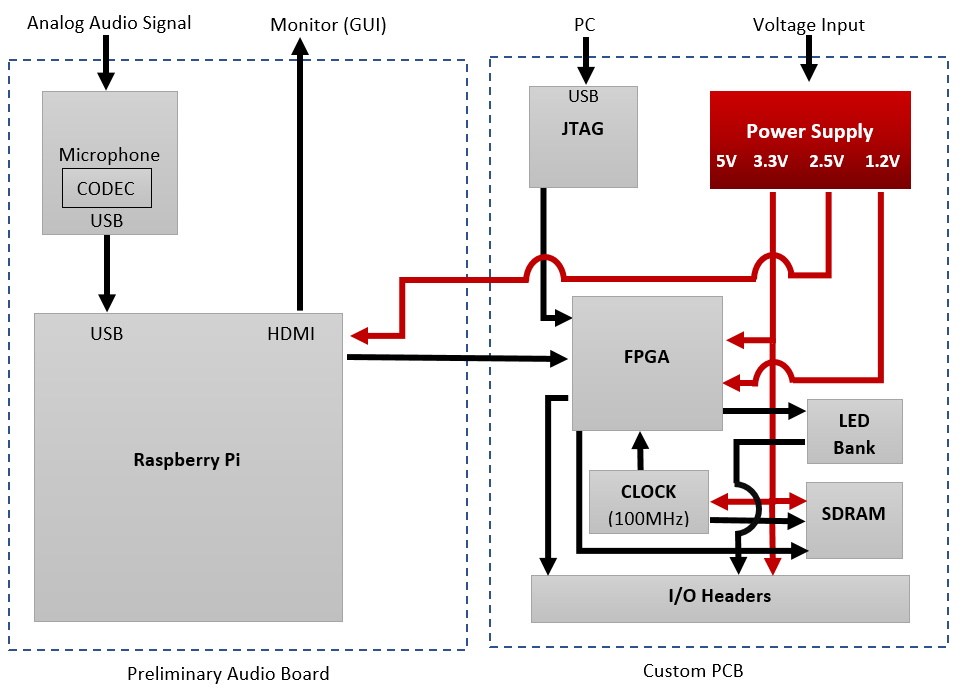 Analog Audio Signal
Monitor (GUI)
PC
Voltage Input
Microphone
CODEC
USB
USB
JTAG
Power Supply
5V 3.3V 2.5V 1.2V
USB
HDMI
Raspberry Pi
FPGA
LED
Bank
CLOCK
(100MHz)
SDRAM
I/O Headers
Preliminary Audio Board
Custom PCB